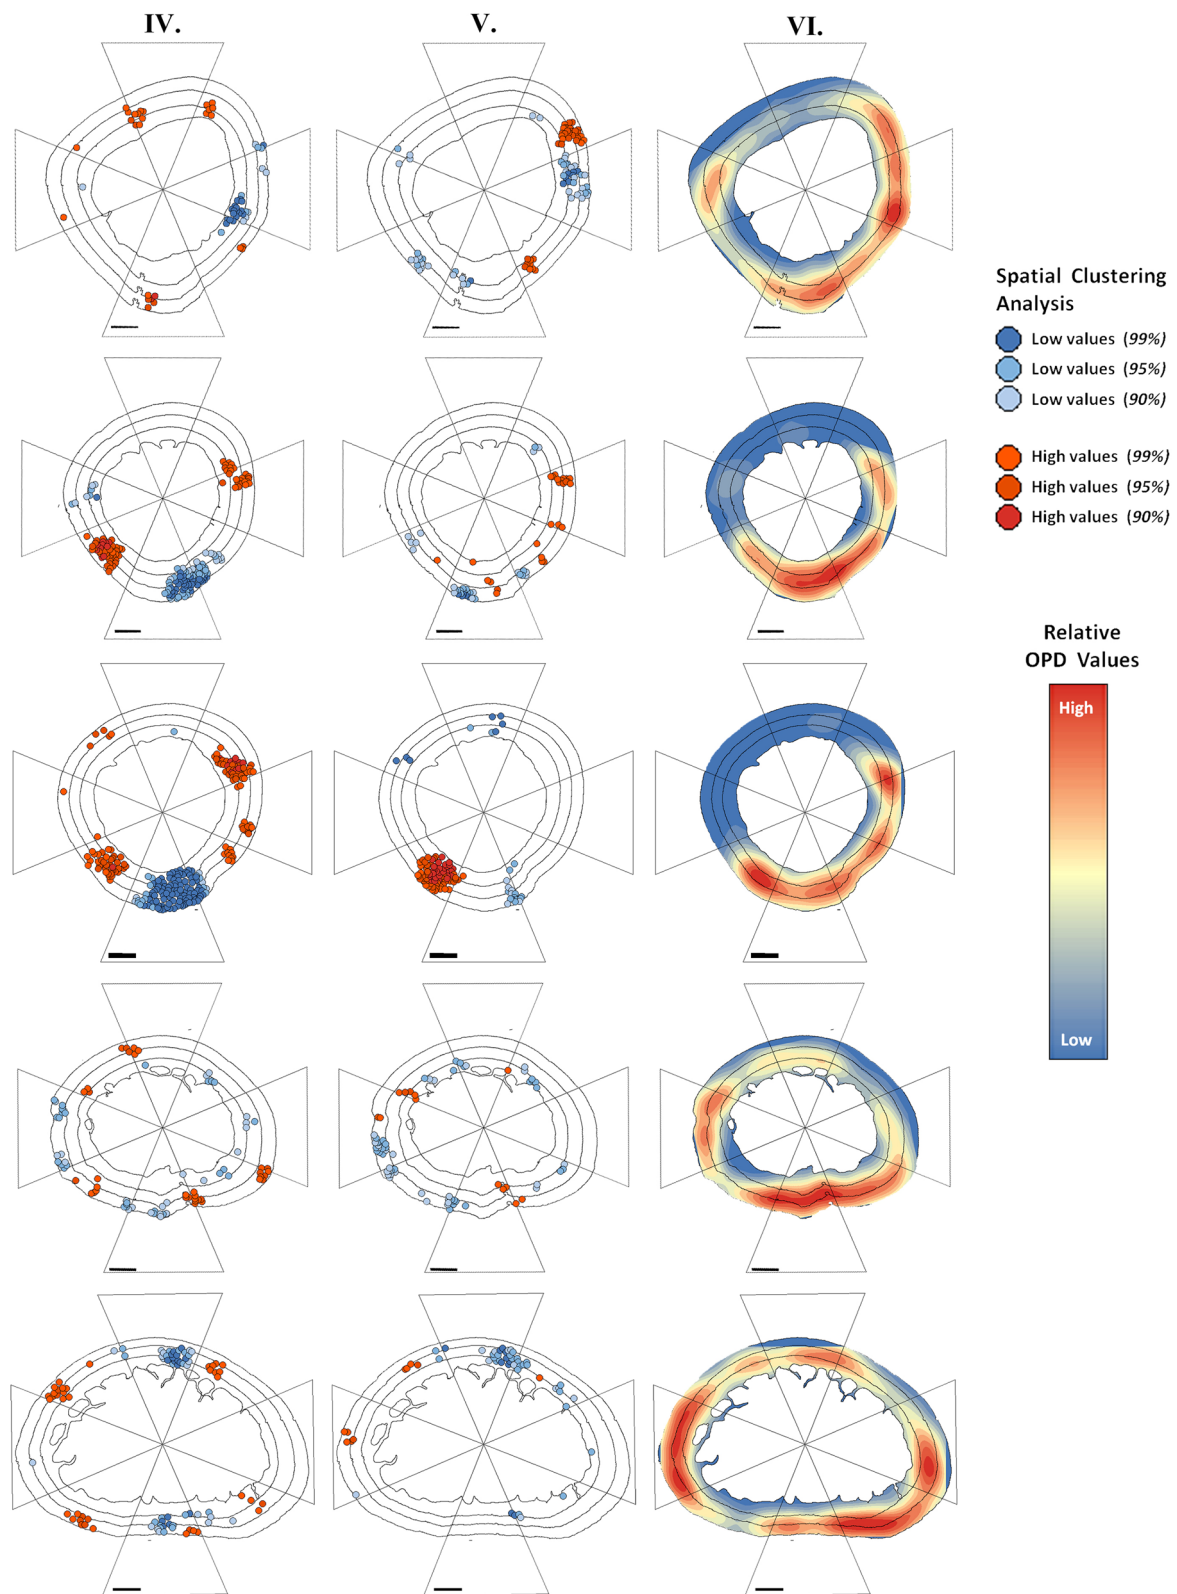 IV.
V.
VI.
Spatial Clustering
Analysis
Low values (99%)
Low values (95%)
Low values (90%)
High values (99%)
High values (95%)
High values (90%)
Relative
OPD Values
High
Low